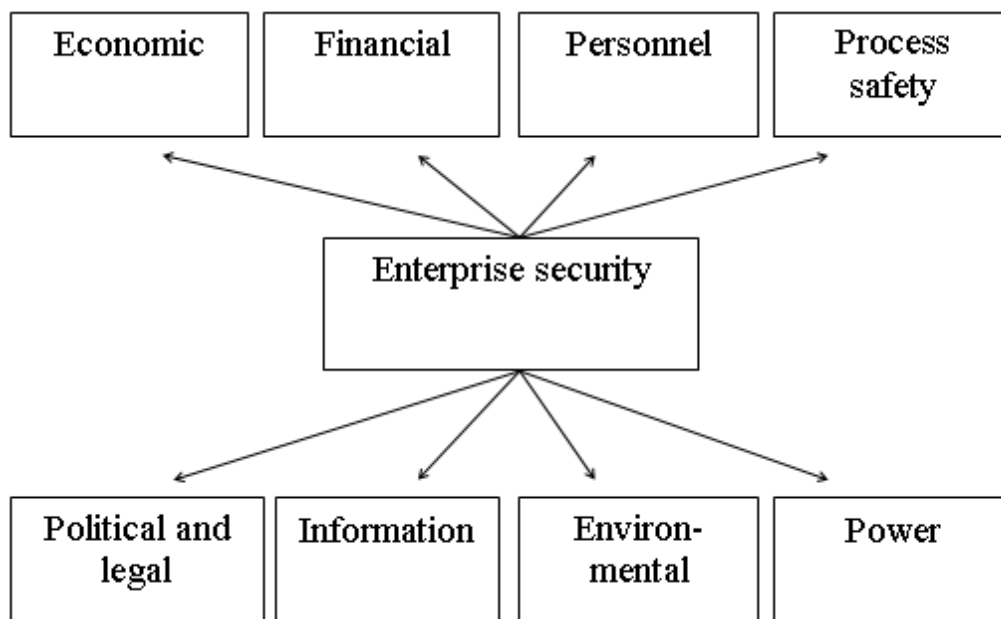 Economic
Financial
Personnel
Process
safety
Enterprise security
Political and
legal
Information
Environ-
mental
Power